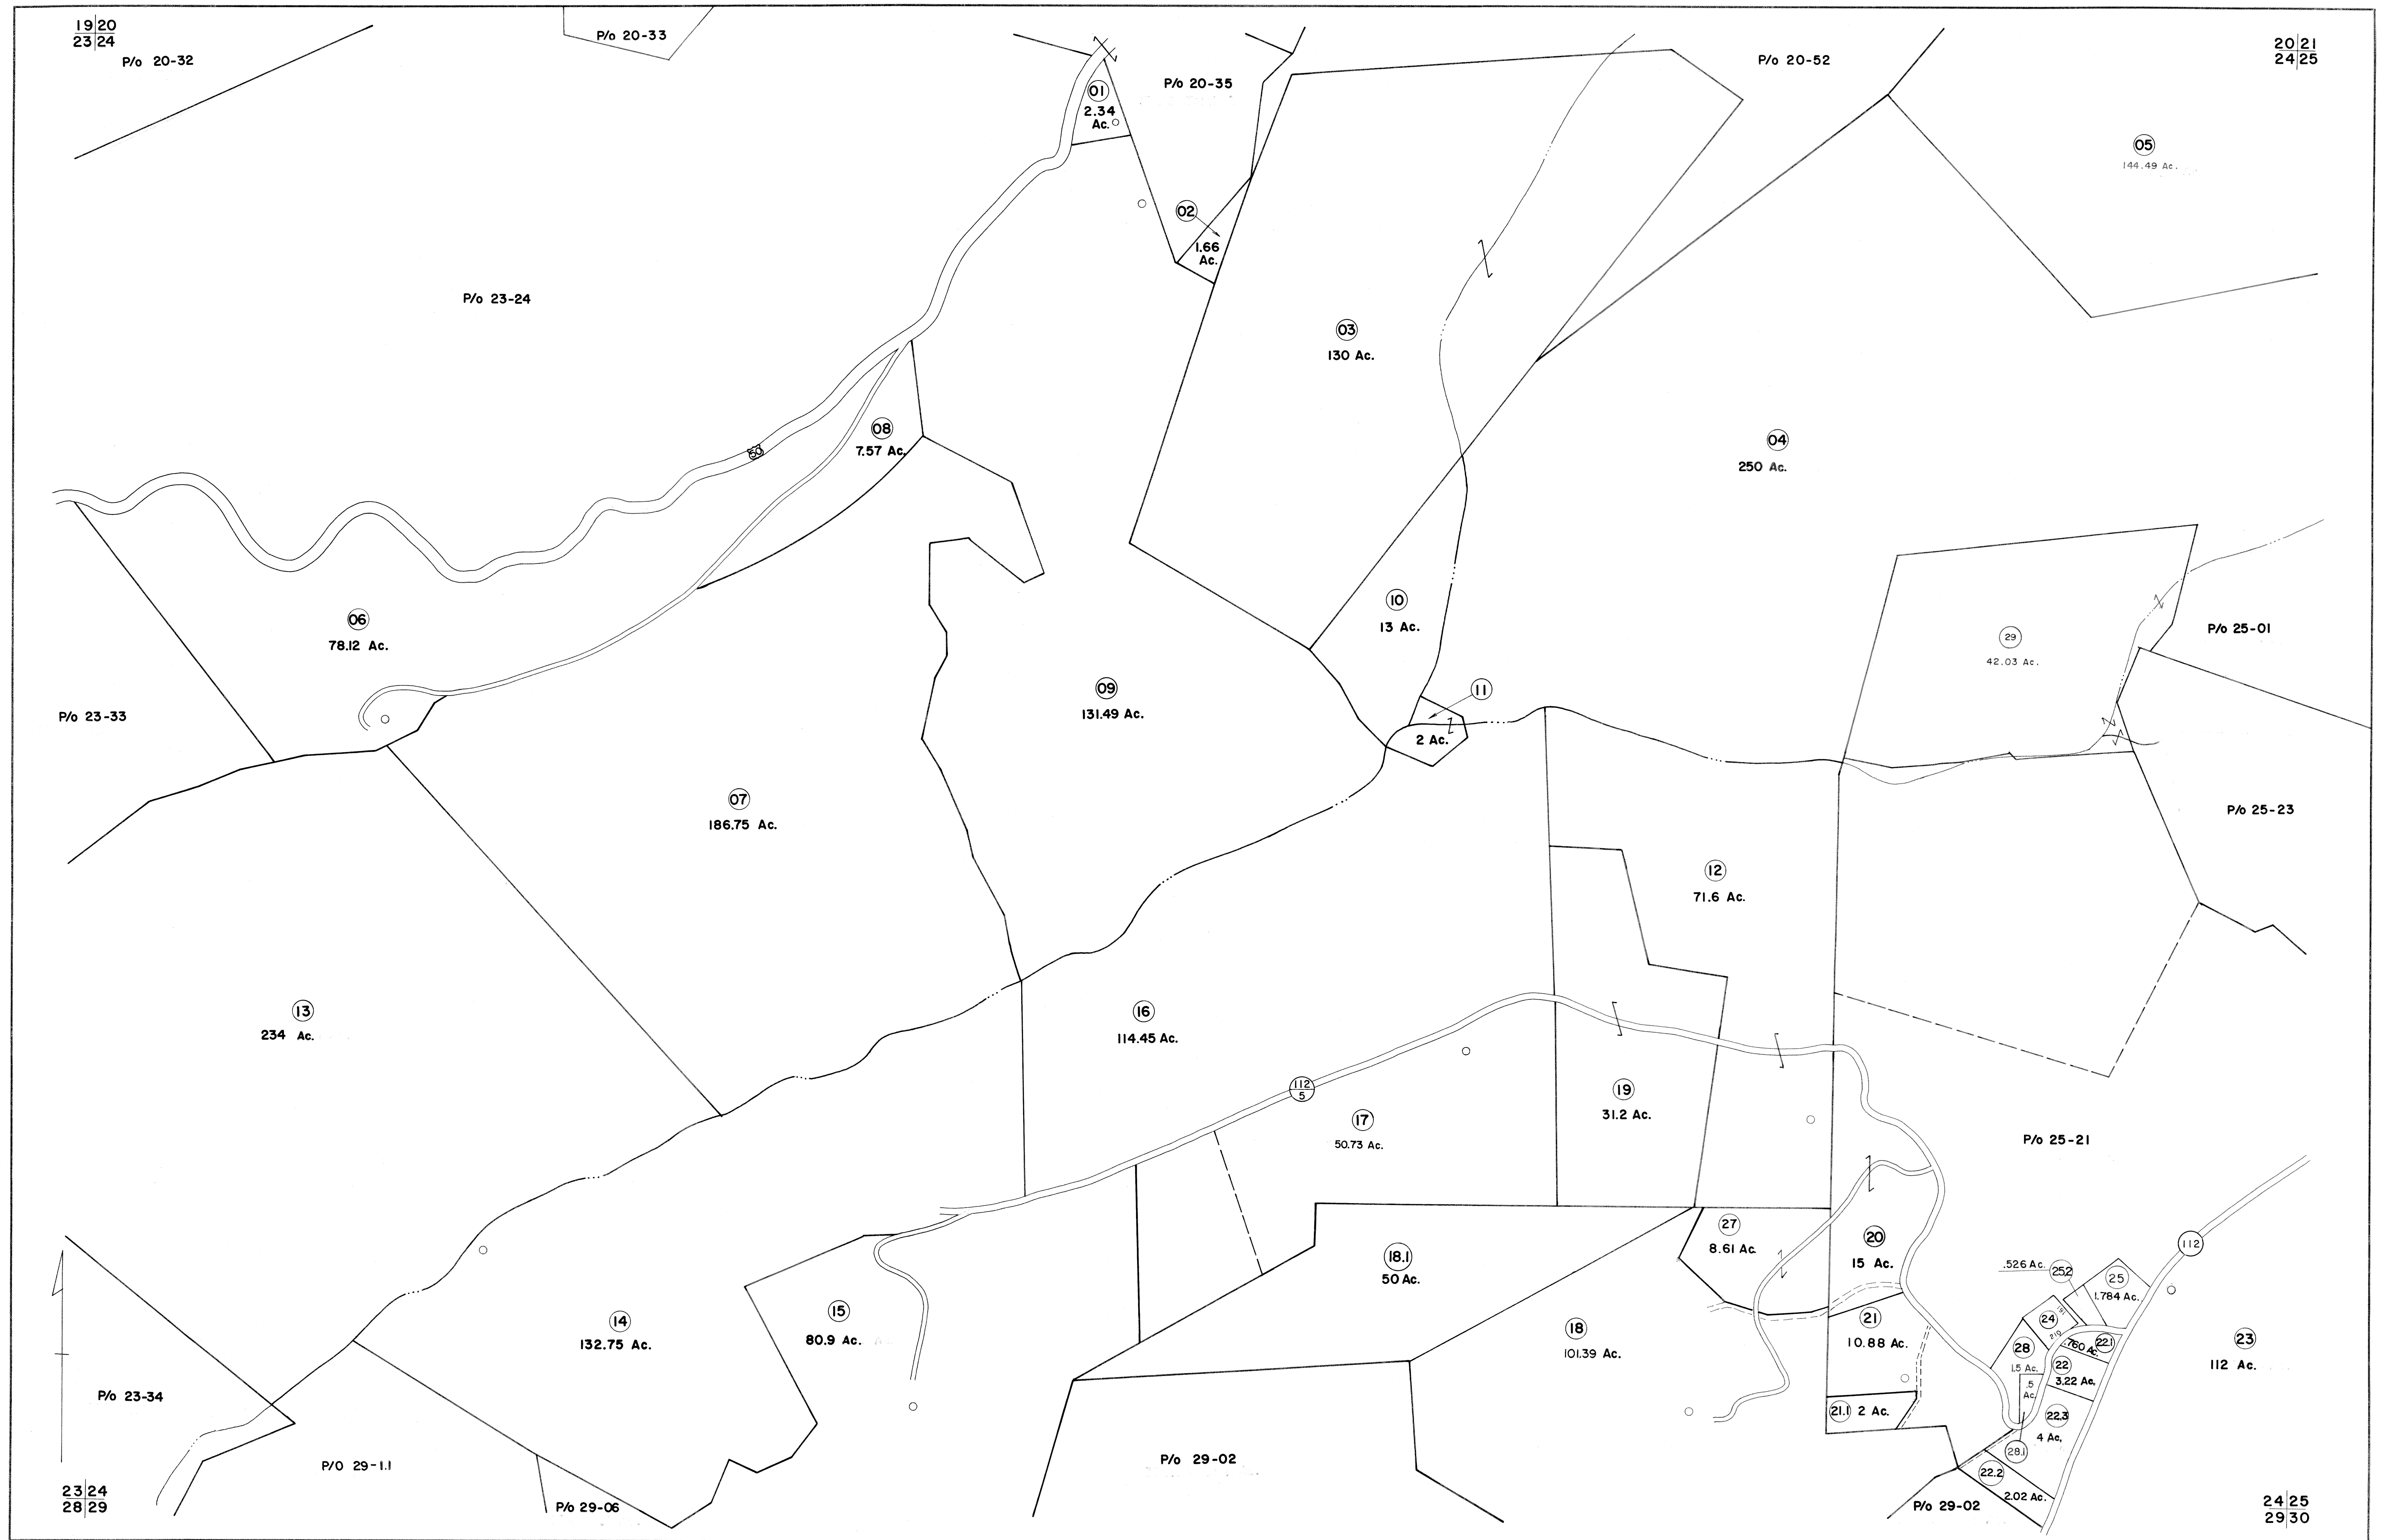 19 20
23 24
P/o 20-32
P/o 20-33
P/o 20-35
P/o 20-52
20 21
24 25
01
2.34
Ac.
02
1.66
Ac.
05
144.49 Ac.
P/o 23-24
03
130 Ac.
04
250 Ac.
50
08
7.57 Ac.
06
78.12 Ac.
10
13 Ac.
29
42.03 Ac.
P/o 25-01
P/o 23-33
09
131.49 Ac.
11
2 Ac.
07
186.75 Ac.
P/o 25-23
12
71.6 Ac.
13
234 Ac.
16
114.45 Ac.
112
5
17
50.73 Ac.
19
31.2 Ac.
P/o 25-21
27
8.61 Ac.
20
15 Ac.
18.1
50 Ac.
112
.526 Ac.
25.2
25
1.784 Ac.
14
132.75 Ac.
15
80.9 Ac.
18
101.39 Ac.
21
10.88 Ac.
24
210
28
1.5 Ac.
22.1
.760 Ac.
22
3.22 Ac.
23
112 Ac.
.5
Ac.
21.1 2 Ac.
22.3
4 Ac.
28.1
22.2
2.02 Ac.
P/o 23-34
P/O 29-1.1
P/o 29-06
P/o 29-02
P/o 29-02
23 24
28 29
24 25
29 30